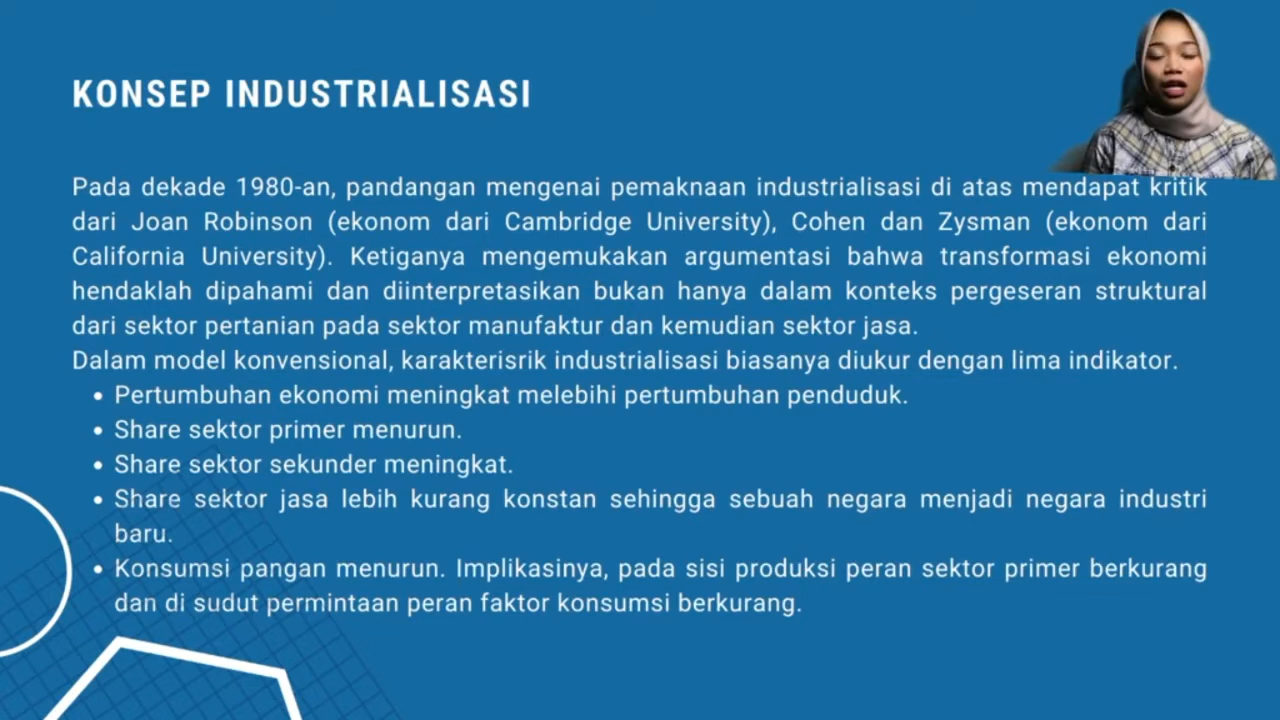 KONSEP INDUSTRIALISASI
Pada dekade 1980-an, pandangan mengenai pemaknaan industrialisasi di atas mendapat kritik
dari Joan Robinson (ekonom dari Cambridge University), Cohen dan Zysman (ekonom dari
California University). Ketiganya mengemukakan argumentasi bahwa transformasi ekonomi
hendaklah dipahami dan diinterpretasikan bukan hanya dalam konteks pergeseran struktural
dari sektor pertanian pada sektor manufaktur dan kemudian sektor jasa.
Dalam model konvensional, karakterisrik industrialisasi biasanya diukur dengan lima indikator.
• Pertumbuhan ekonomi meningkat melebihi pertumbuhan penduduk.
• Share sektor primer menurun.
• Share sektor sekunder meningkat.
• Share sektor jasa lebih kurang konstan sehingga sebuah negara menjadi negara industri
baru.
• Konsumsi pangan menurun. Implikasinya, pada sisi produksi peran sektor primer berkurang
dan di sudut permintaan peran faktor konsumsi berkurang.